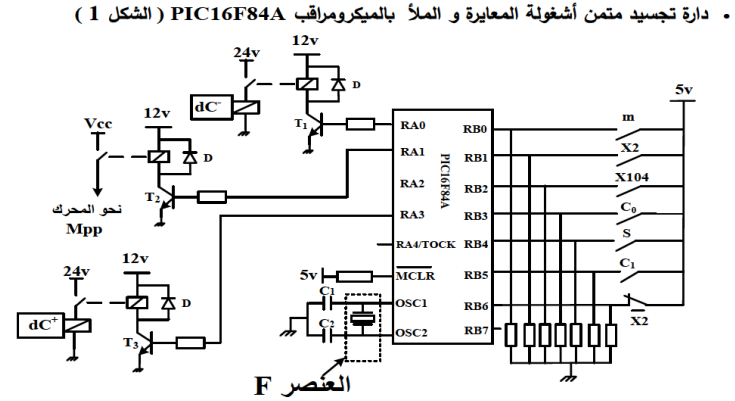 • دارة تجسيد متمن أشغولة المعايرة و الملأ بالميكرومراقب PIC16F84A ( الشكل 1 )
12v
24v
dC⁻
D
T₁
12v
Vcc
D
T₂
نحو المحرك
Mpp
12v
24v
dC⁺
D
T₃
RA0
RA1
RA2
RA3
RA4/TOCK
MCLR
OSC1
OSC2
PIC16F84A
RB0
RB1
RB2
RB3
RB4
RB5
RB6
RB7
5v
C₁
C₂
العنصر F
5v
m
X2
X104
C₀
S
C₁
X2